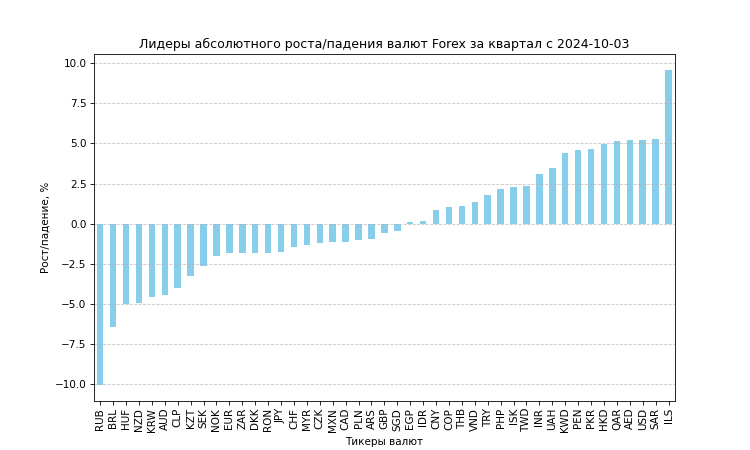 Лидеры абсолютного роста/падения валют Forex за квартал с 2024-10-03
Рост/падение, %
10.0
7.5
5.0
2.5
0.0
−2.5
−5.0
−7.5
−10.0
RUB BRL HUF NZD KRW AUD CLP KZT SEK NOK EUR ZAR DKK RON JPY CHF MYR CZK MXN CAD PLN ARS GBP SGD EGP IDR CNY COP THB VND TRY PHP ISK TWD INR UAH KWD PEN PKR HKD QAR AED USD SAR ILS
Тикеры валют